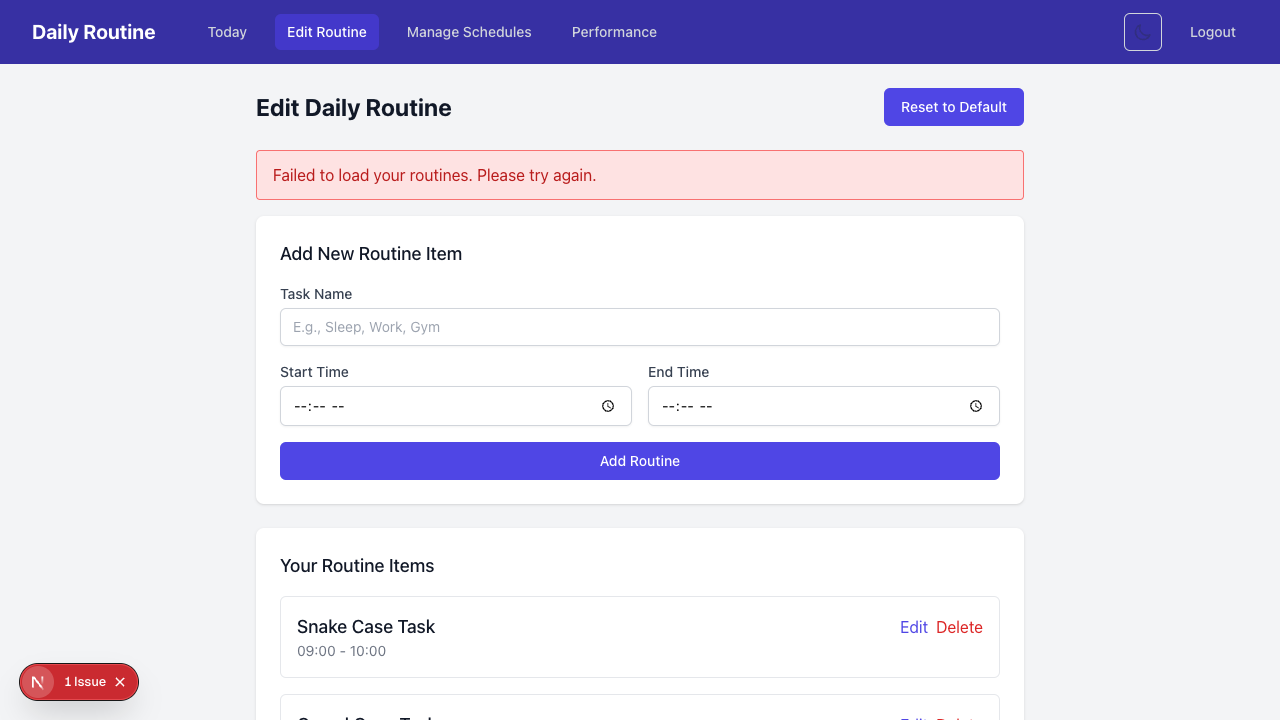 Daily Routine
Today
Edit Routine
Manage Schedules
Performance
Logout
Edit Daily Routine
Reset to Default
Failed to load your routines. Please try again.
Add New Routine Item
Task Name
E.g., Sleep, Work, Gym
Start Time
End Time
--:-- --
--:-- --
Add Routine
Your Routine Items
Snake Case Task
Edit Delete
09:00 - 10:00
N
1 Issue